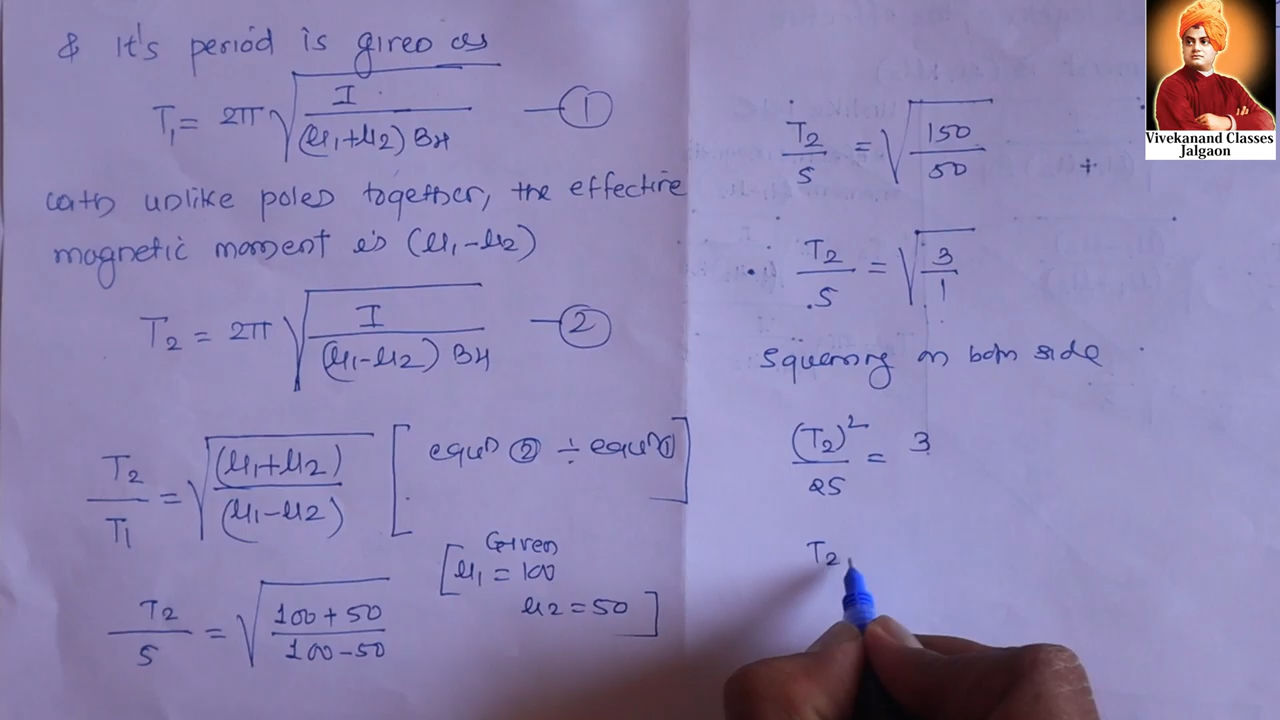 & It's period is given as
T₁ = 2π √(I / (μ₁+μ₂) BH) — ①
with unlike poles together, the effective
magnetic moment is (μ₁-μ₂)
T₂ = 2π √(I / (μ₁-μ₂) BH) — ②
T₂ / T₁ = √((μ₁+μ₂) / (μ₁-μ₂)) [equn ② ÷ equn ①]
[Given
μ₁ = 100
μ₂ = 50]
T₂ / 5 = √(100 + 50 / 100 - 50)
T₂ / 5 = √(150 / 50)
T₂ / 5 = √(3 / 1)
Squaring on both side
(T₂)² / 25 = 3
T₂
Vivekanand Classes
Jalgaon